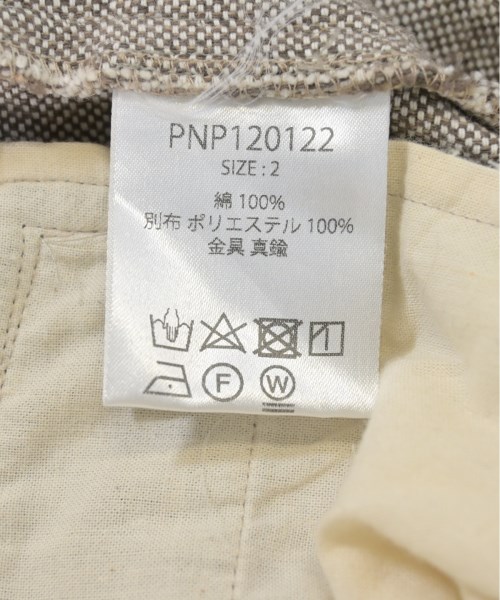 PNP120122
SIZE : 2
綿 100%
別布 ポリエステル 100%
金具 真鍮
F
W